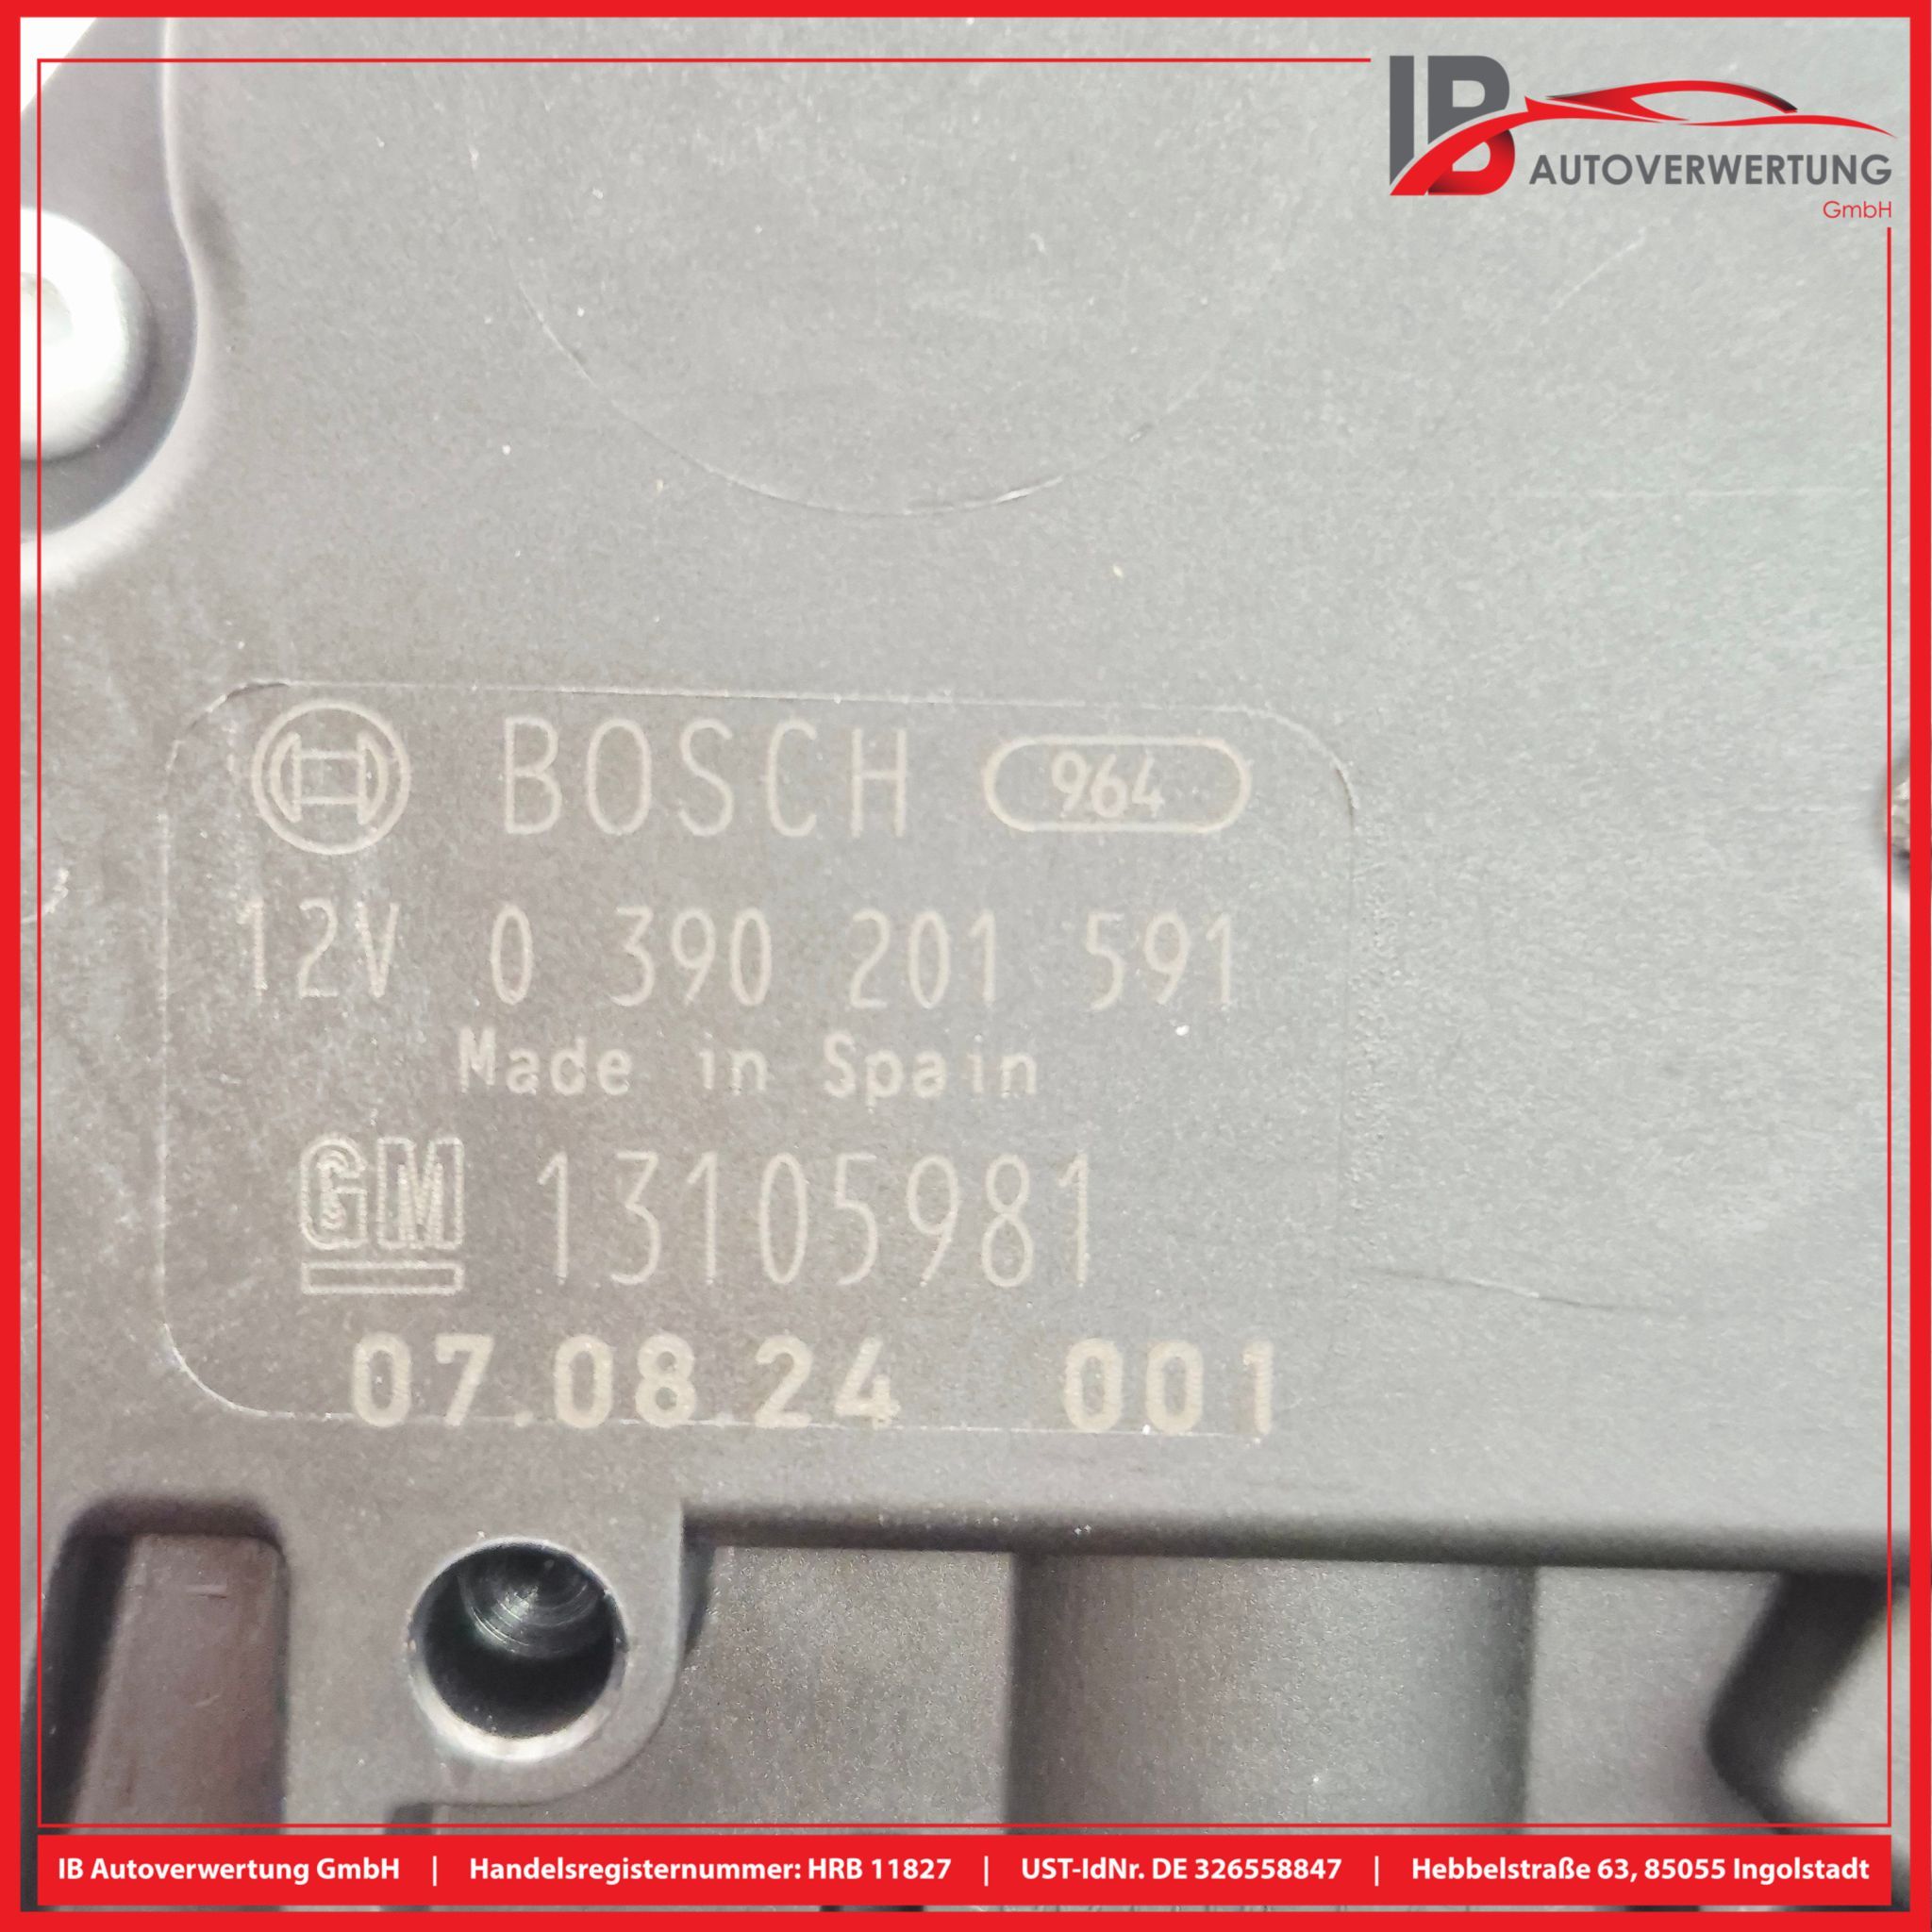 IB
AUTOVERWERTUNG
GmbH
BOSCH 964
12V 0 390 201 591
Made in Spain
GM 13105981
07.08.24 001
IB Autoverwertung GmbH | Handelsregisternummer: HRB 11827 | UST-IdNr. DE 326558847 | Hebbelstraße 63, 85055 Ingolstadt